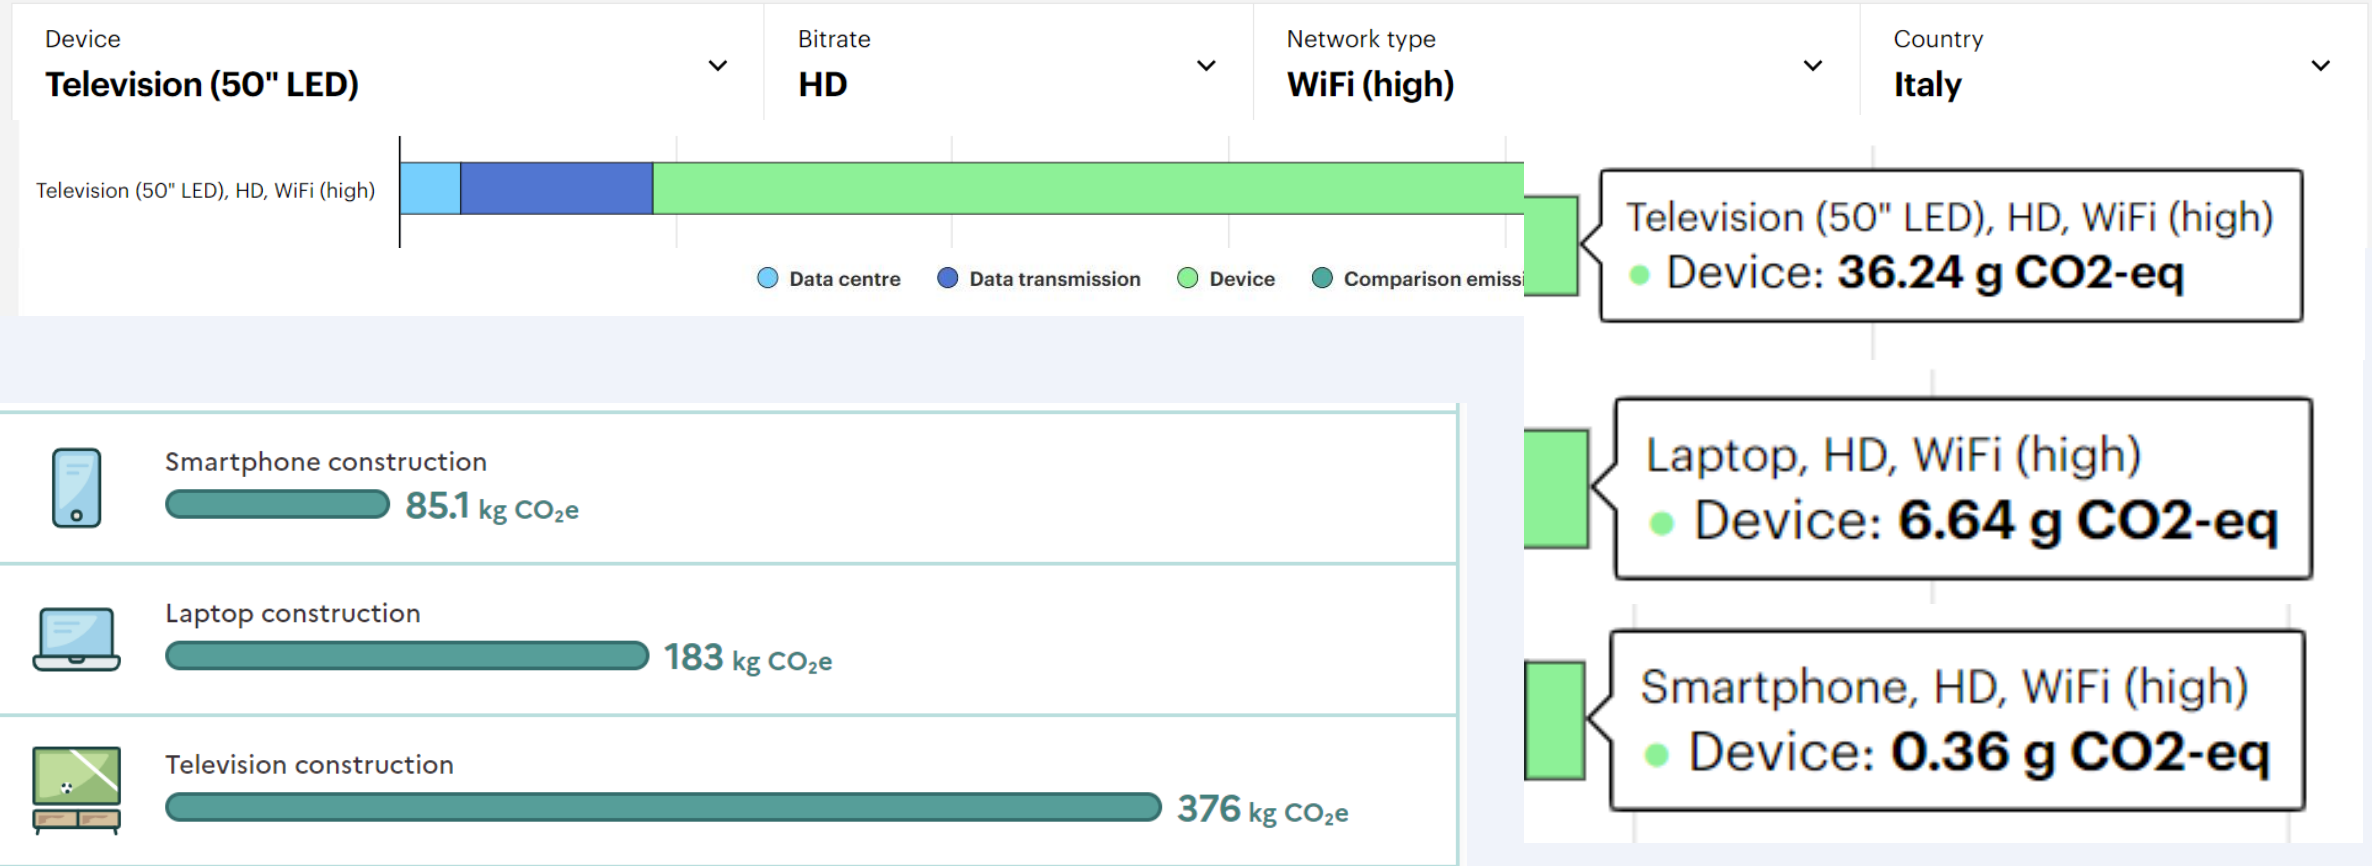 Device
Television (50" LED)
Bitrate
HD
Network type
WiFi (high)
Country
Italy
Television (50" LED), HD, WiFi (high)
Data centre
Data transmission
Device
Comparison emissi
Television (50" LED), HD, WiFi (high)
Device: 36.24 g CO2-eq
Laptop, HD, WiFi (high)
Device: 6.64 g CO2-eq
Smartphone, HD, WiFi (high)
Device: 0.36 g CO2-eq
Smartphone construction
85.1 kg CO₂e
Laptop construction
183 kg CO₂e
Television construction
376 kg CO₂e